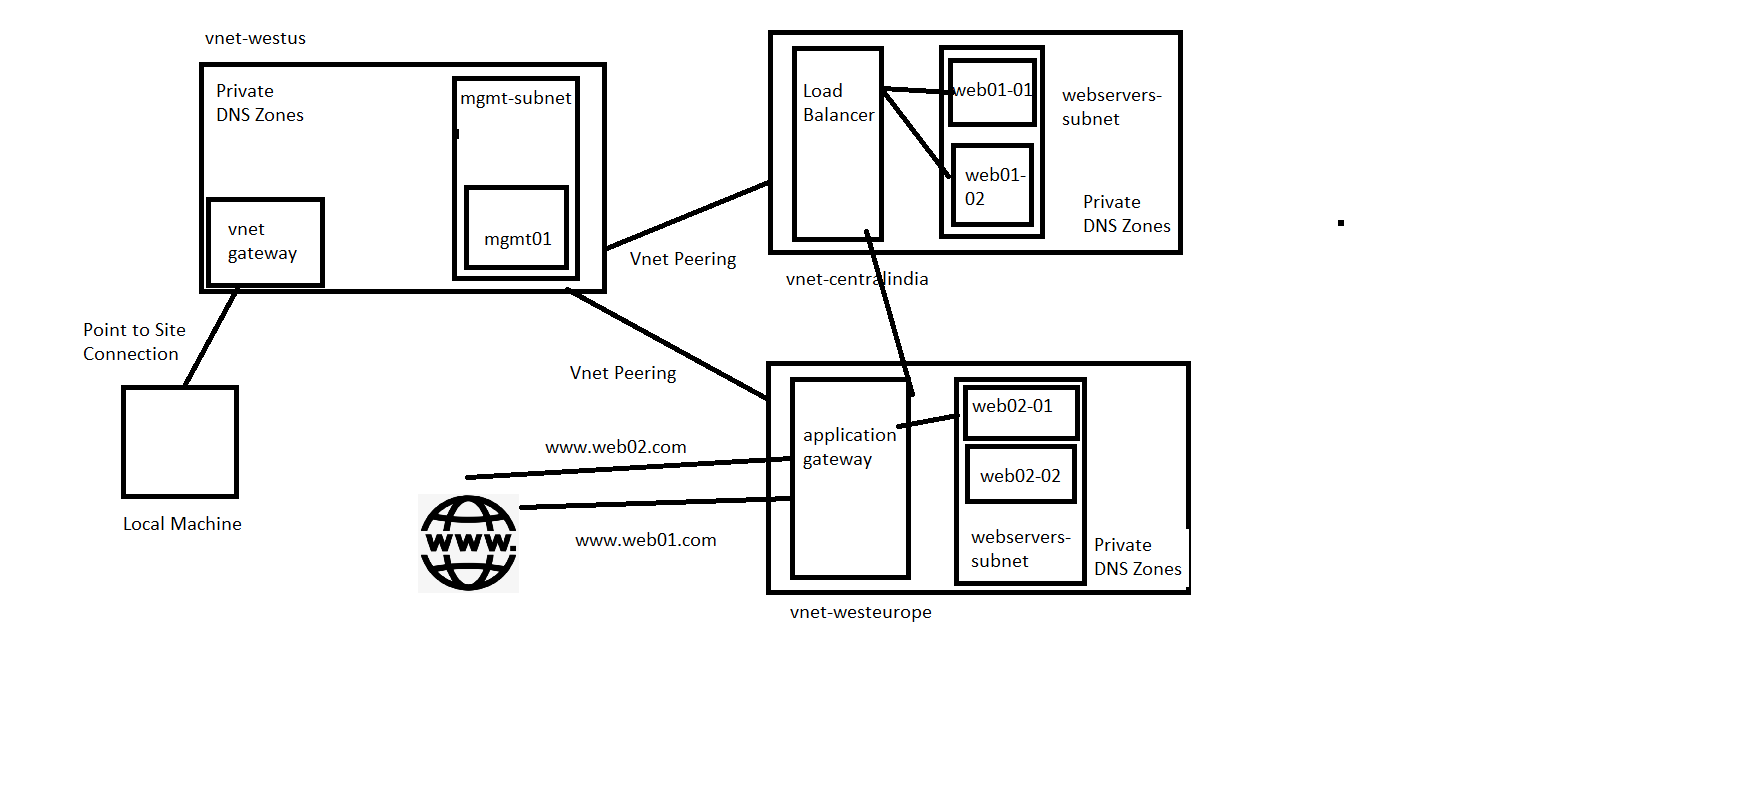 vnet-westus
Private
DNS Zones
mgmt-subnet
vnet
gateway
mgmt01
Load
Balancer
web01-01
web01-
02
webservers-
subnet
Private
DNS Zones
Vnet Peering
vnet-centralindia
Point to Site
Connection
Local Machine
Vnet Peering
www.web02.com
www.
www.web01.com
application
gateway
web02-01
web02-02
webservers-
subnet
Private
DNS Zones
vnet-westeurope